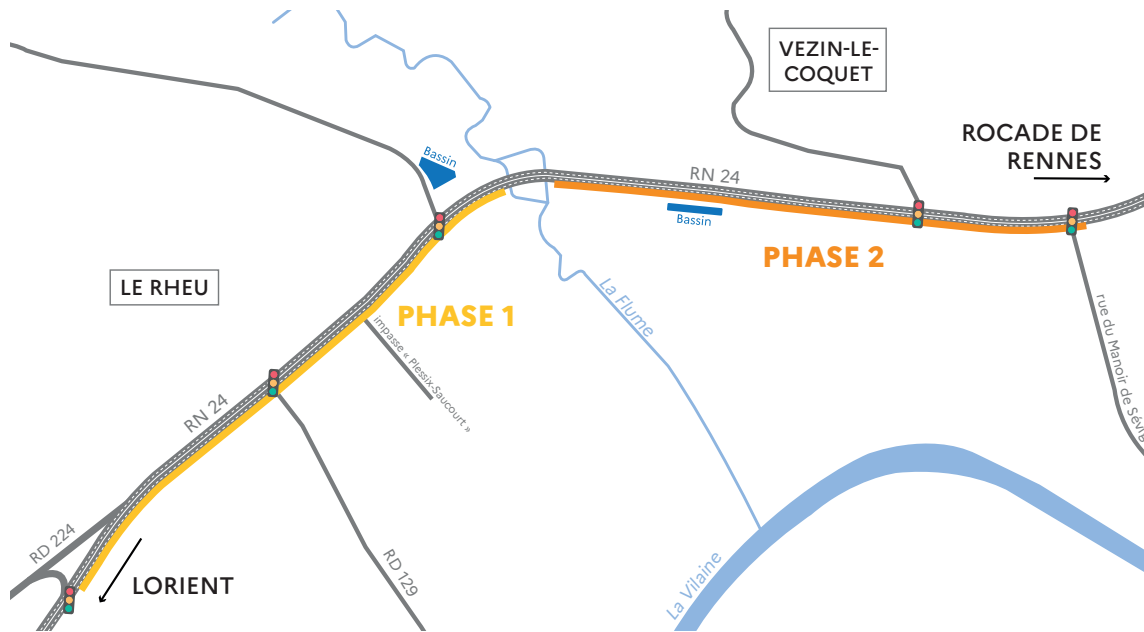 VEZIN-LE-
COQUET
ROCADE DE
RENNES
Bassin
RN 24
Bassin
PHASE 2
LE RHEU
La Flume
PHASE 1
impasse « Plessix-Saucourt »
rue du Manoir de Sévig
RN 24
RD 224
LORIENT
RD 129
La Vilaine